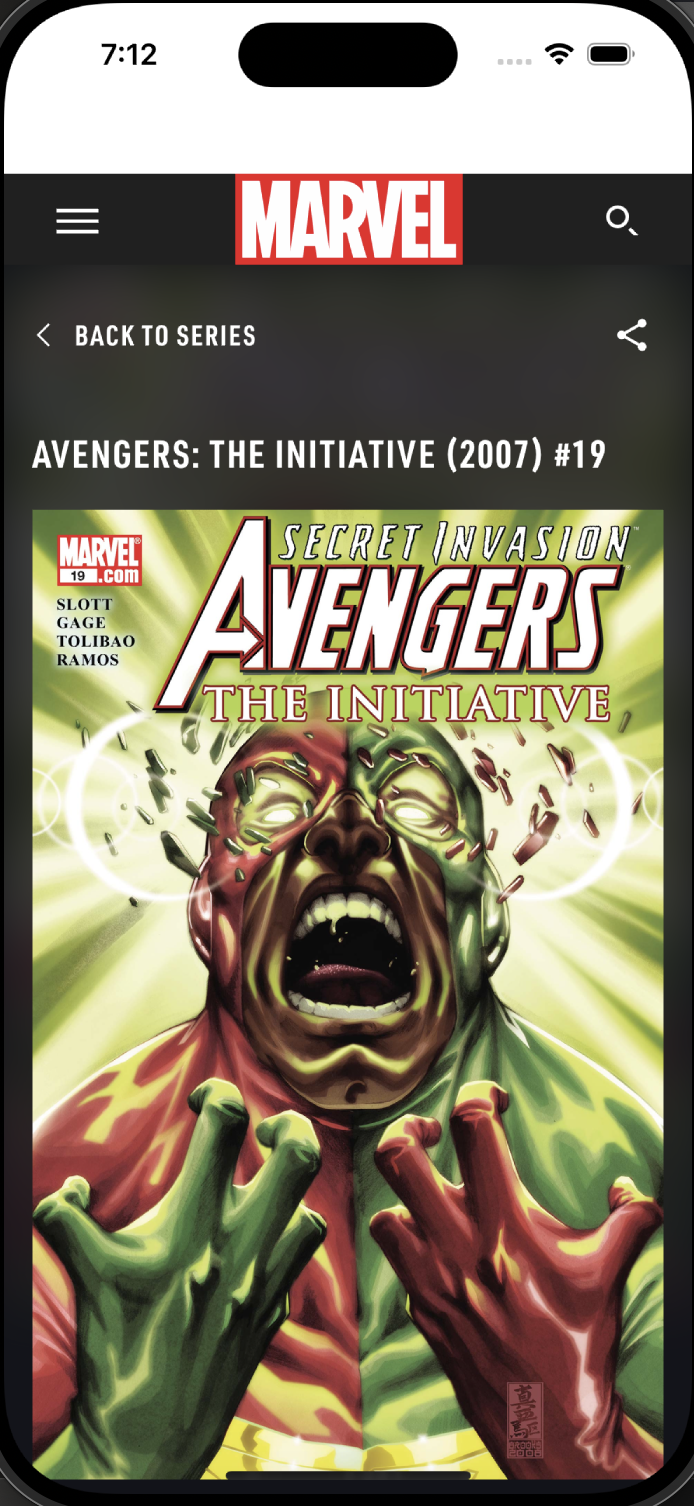 7:12
MARVEL
BACK TO SERIES
AVENGERS: THE INITIATIVE (2007) #19
MARVEL®
19 .com
SLOTT
GAGE
TOLIBAO
RAMOS
SECRET INVASION™
AVENGERS
THE INITIATIVE